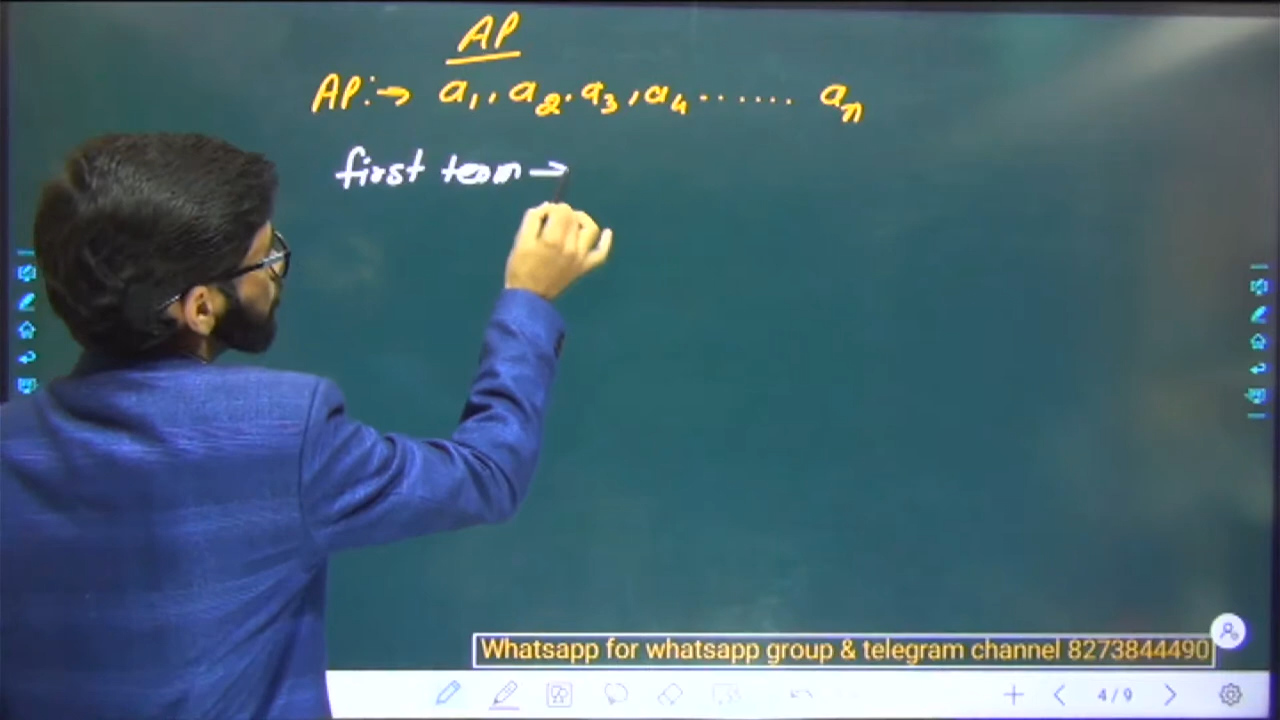 AP
AP:→ a₁, a₂, a₃, a₄ ...... aₙ
first term →
Whatsapp for whatsapp group & telegram channel 8273844490
4/9